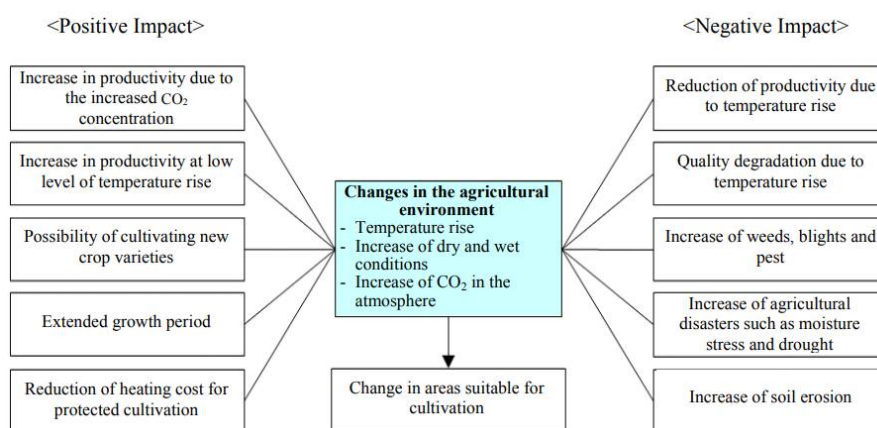 <Positive Impact>
Increase in productivity due to
the increased CO₂
concentration
Increase in productivity at low
level of temperature rise
Possibility of cultivating new
crop varieties
Extended growth period
Reduction of heating cost for
protected cultivation
Changes in the agricultural
environment
- Temperature rise
- Increase of dry and wet
conditions
- Increase of CO₂ in the
atmosphere
Change in areas suitable for
cultivation
<Negative Impact>
Reduction of productivity due
to temperature rise
Quality degradation due to
temperature rise
Increase of weeds, blights and
pest
Increase of agricultural
disasters such as moisture
stress and drought
Increase of soil erosion